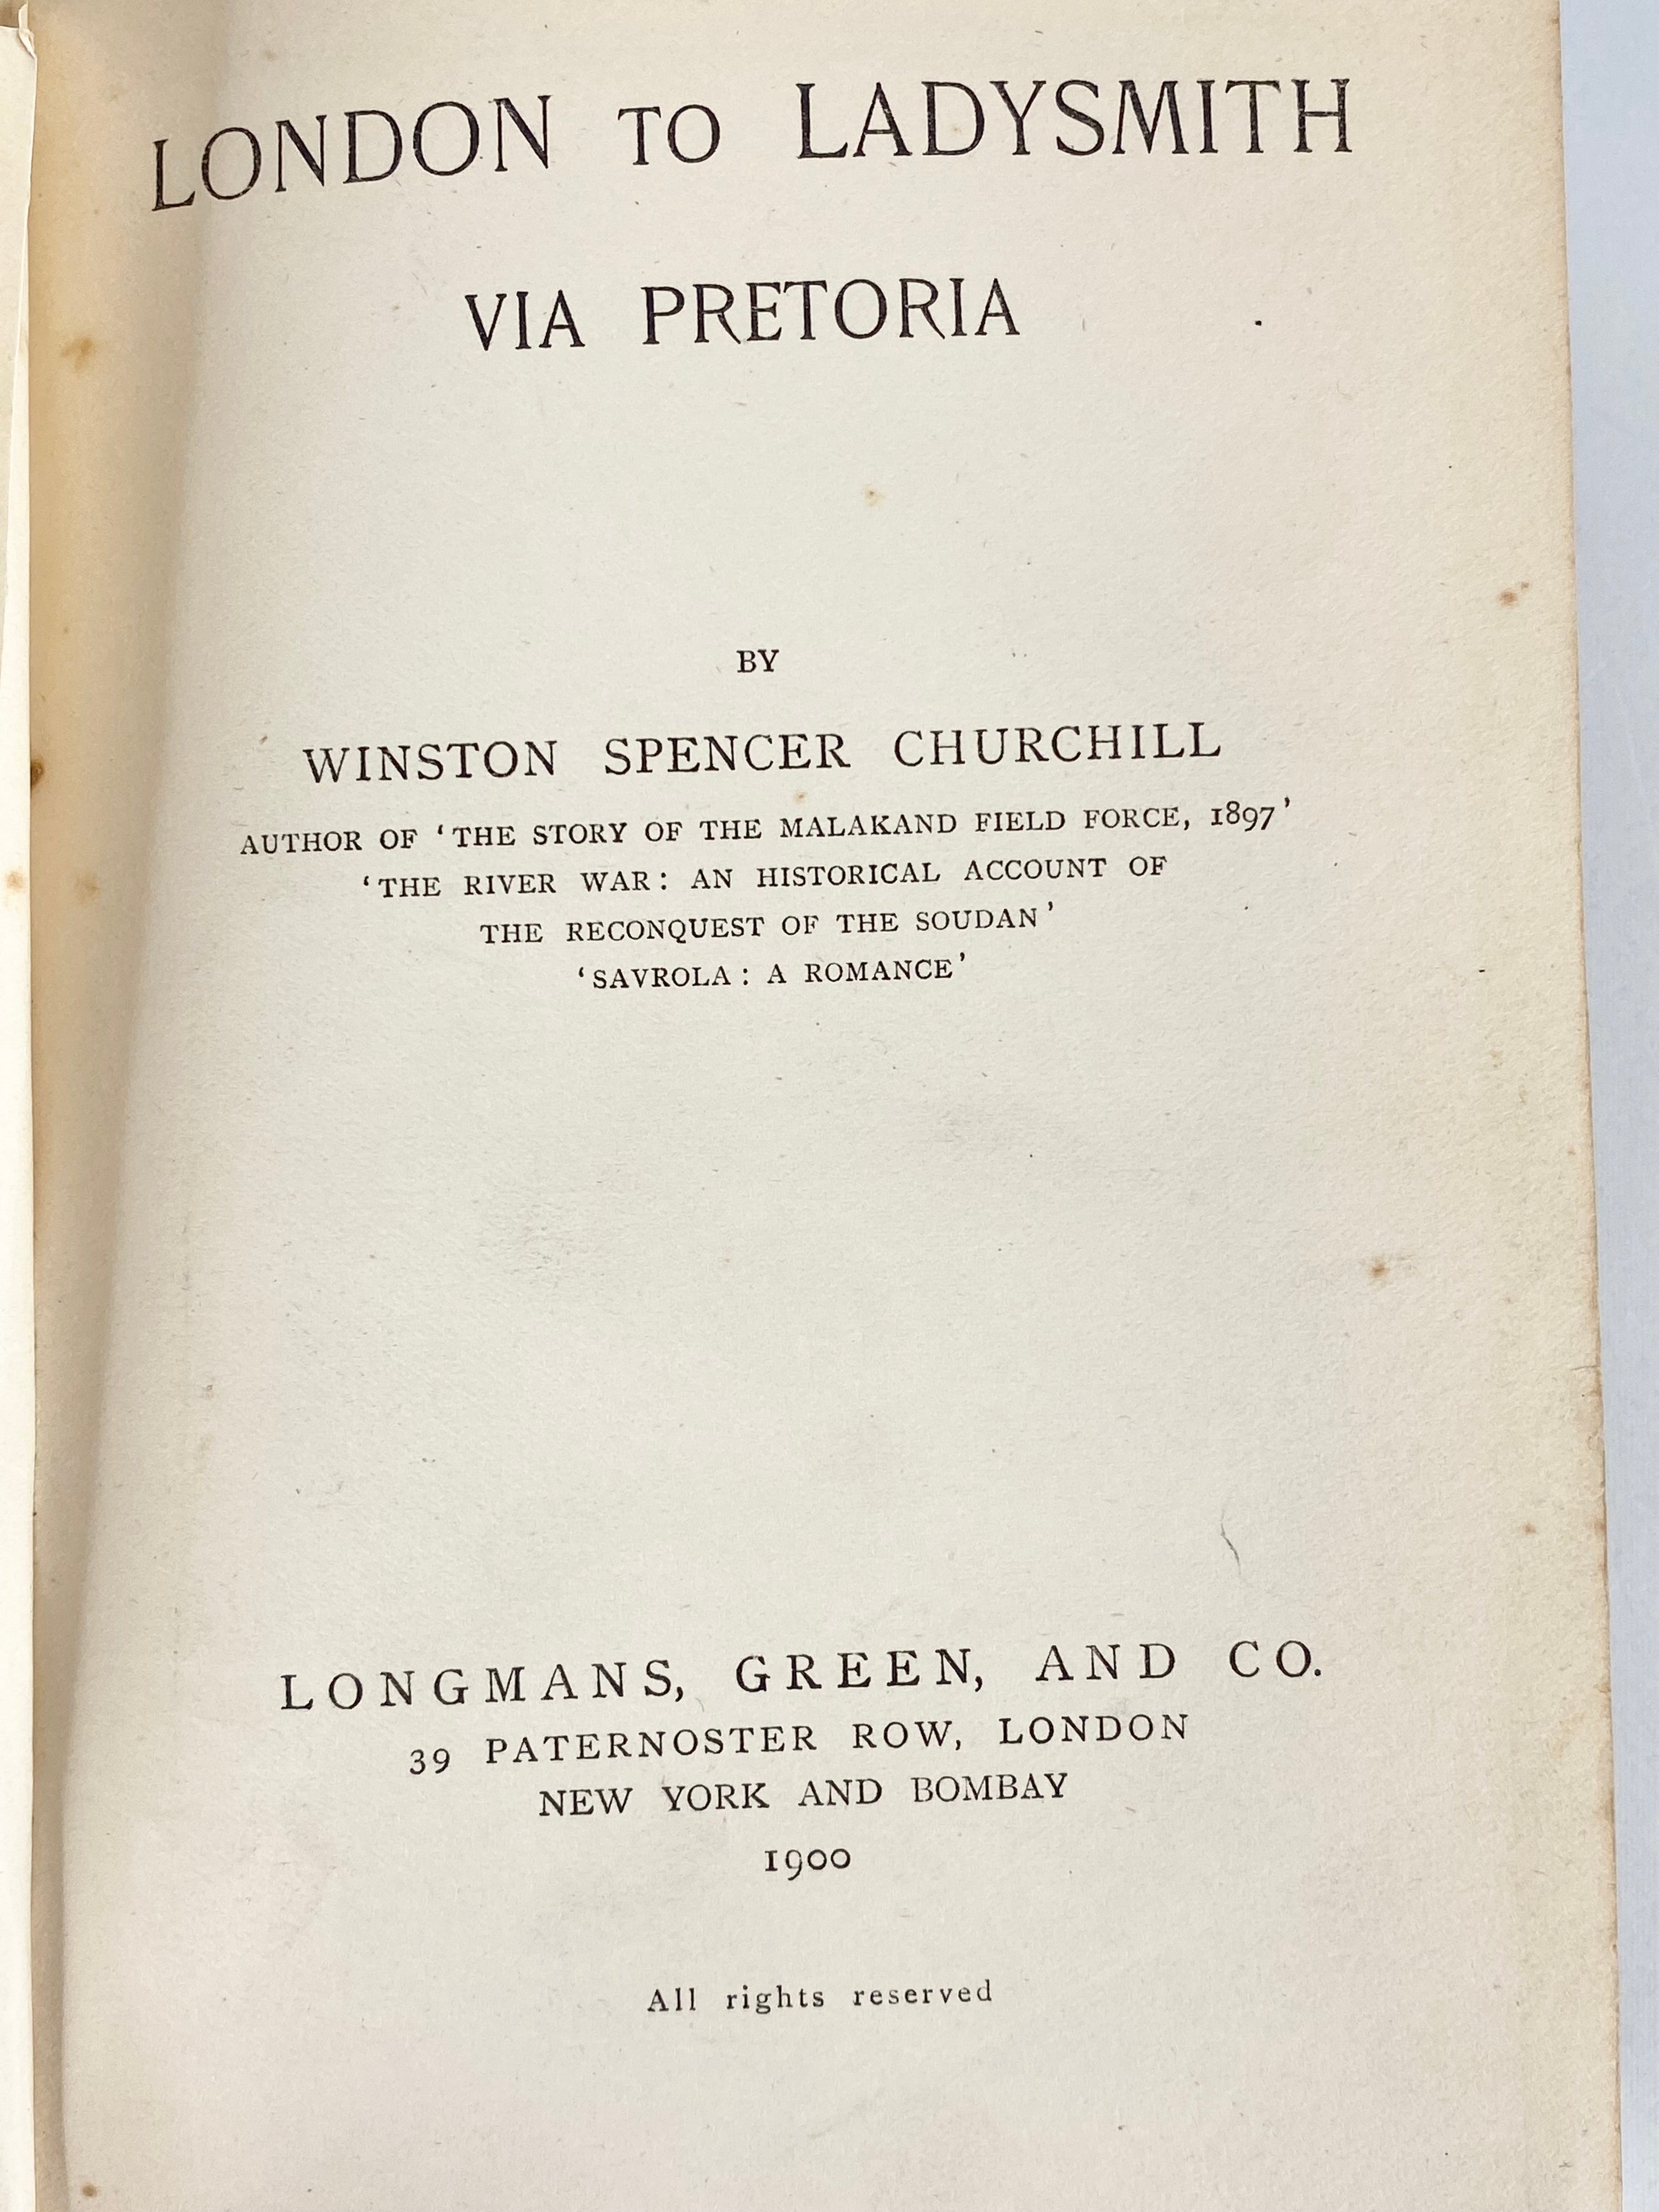 LONDON TO LADYSMITH
VIA PRETORIA
BY
WINSTON SPENCER CHURCHILL
AUTHOR OF ‘THE STORY OF THE MALAKAND FIELD FORCE, 1897’
‘THE RIVER WAR: AN HISTORICAL ACCOUNT OF
THE RECONQUEST OF THE SOUDAN’
‘SAVROLA: A ROMANCE’
LONGMANS, GREEN, AND CO.
39 PATERNOSTER ROW, LONDON
NEW YORK AND BOMBAY
1900
All rights reserved